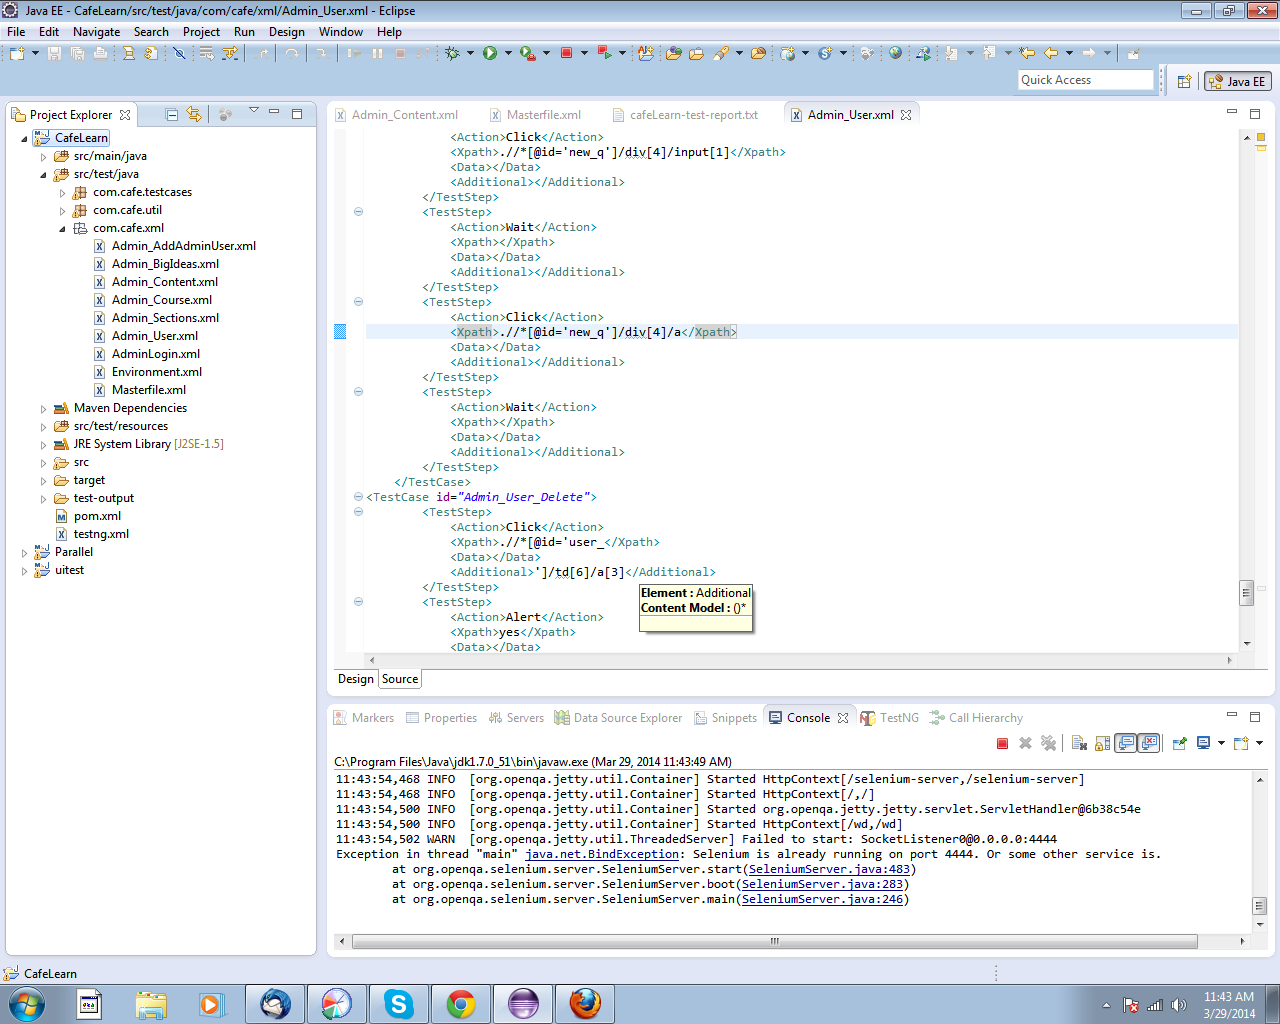 Java EE - CafeLearn/src/test/java/com/cafe/xml/Admin_User.xml - Eclipse
File Edit Navigate Search Project Run Design Window Help
Quick Access
Java EE
Project Explorer
CafeLearn
src/main/java
src/test/java
com.cafe.testcases
com.cafe.util
com.cafe.xml
Admin_AddAdminUser.xml
Admin_BigIdeas.xml
Admin_Content.xml
Admin_Course.xml
Admin_Sections.xml
Admin_User.xml
AdminLogin.xml
Environment.xml
Masterfile.xml
Maven Dependencies
src/test/resources
JRE System Library [J2SE-1.5]
src
target
test-output
pom.xml
testng.xml
Parallel
uitest
Admin_Content.xml Masterfile.xml cafeLearn-test-report.txt Admin_User.xml
<Action>Click</Action>
<Xpath>.//*[@id='new_q']/div[4]/input[1]</Xpath>
<Data></Data>
<Additional></Additional>
</TestStep>
<TestStep>
<Action>Wait</Action>
<Xpath></Xpath>
<Data></Data>
<Additional></Additional>
</TestStep>
<TestStep>
<Action>Click</Action>
<Xpath>.//*[@id='new_q']/div[4]/a</Xpath>
<Data></Data>
<Additional></Additional>
</TestStep>
<TestStep>
<Action>Wait</Action>
<Xpath></Xpath>
<Data></Data>
<Additional></Additional>
</TestStep>
</TestCase>
<TestCase id="Admin_User_Delete">
<TestStep>
<Action>Click</Action>
<Xpath>.//*[@id='user_</Xpath>
<Data></Data>
<Additional>']/td[6]/a[3]</Additional>
</TestStep>
<TestStep>
<Action>Alert</Action>
<Xpath>yes</Xpath>
<Data></Data>
Element : Additional
Content Model : ()*
Design Source
Markers Properties Servers Data Source Explorer Snippets Console TestNG Call Hierarchy
C:\Program Files\Java\jdk1.7.0_51\bin\javaw.exe (Mar 29, 2014 11:43:49 AM)
11:43:54,468 INFO [org.openqa.jetty.util.Container] Started HttpContext[/selenium-server,/selenium-server]
11:43:54,468 INFO [org.openqa.jetty.util.Container] Started HttpContext[/,/]
11:43:54,500 INFO [org.openqa.jetty.util.Container] Started org.openqa.jetty.jetty.servlet.ServletHandler@6b38c54e
11:43:54,500 INFO [org.openqa.jetty.util.Container] Started HttpContext[/wd,/wd]
11:43:54,502 WARN [org.openqa.jetty.util.ThreadedServer] Failed to start: SocketListener0@0.0.0.0:4444
Exception in thread "main" java.net.BindException: Selenium is already running on port 4444. Or some other service is.
at org.openqa.selenium.server.SeleniumServer.start(SeleniumServer.java:483)
at org.openqa.selenium.server.SeleniumServer.boot(SeleniumServer.java:283)
at org.openqa.selenium.server.SeleniumServer.main(SeleniumServer.java:246)
CafeLearn
11:43 AM
3/29/2014